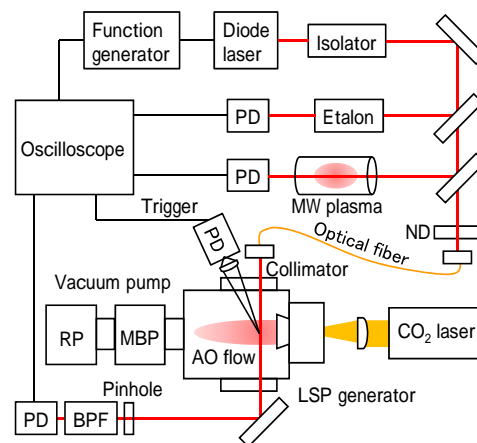 Function
generator
Diode
laser
Isolator
PD
Etalon
Oscilloscope
PD
MW plasma
Trigger
PD
ND
Optical fiber
Collimator
Vacuum pump
RP
MBP
AO flow
CO₂ laser
LSP generator
Pinhole
PD
BPF